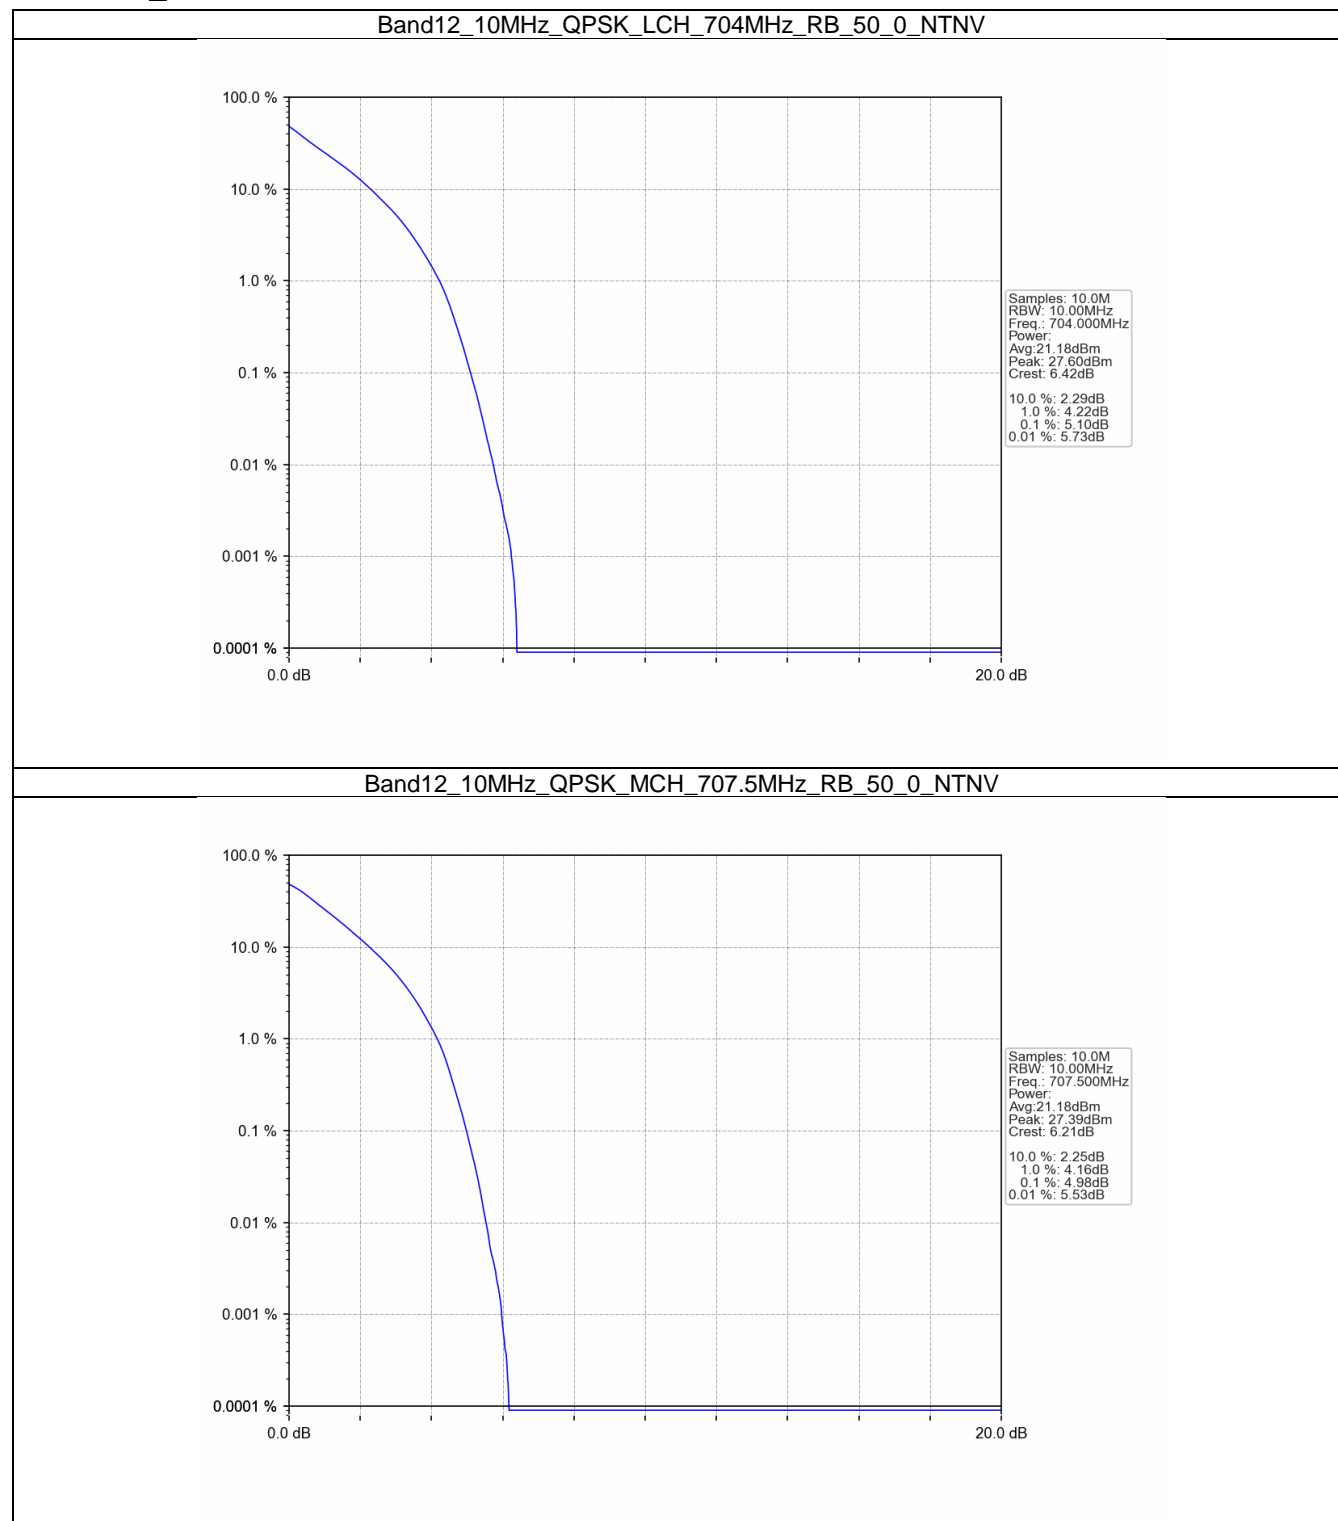 Band12_10MHz_QPSK_LCH_704MHz_RB_50_0_NTNV
100.0 %
10.0 %
1.0 %
0.1 %
0.01 %
0.001 %
0.0001 %
0.0 dB
20.0 dB
Samples: 10.0M
RBW: 10.00MHz
Freq.: 704.000MHz
Power:
Avg:21.18dBm
Peak: 27.60dBm
Crest: 6.42dB
10.0 %: 2.29dB
1.0 %: 4.22dB
0.1 %: 5.10dB
0.01 %: 5.73dB
Band12_10MHz_QPSK_MCH_707.5MHz_RB_50_0_NTNV
100.0 %
10.0 %
1.0 %
0.1 %
0.01 %
0.001 %
0.0001 %
0.0 dB
20.0 dB
Samples: 10.0M
RBW: 10.00MHz
Freq.: 707.500MHz
Power:
Avg:21.18dBm
Peak: 27.39dBm
Crest: 6.21dB
10.0 %: 2.25dB
1.0 %: 4.16dB
0.1 %: 4.98dB
0.01 %: 5.53dB